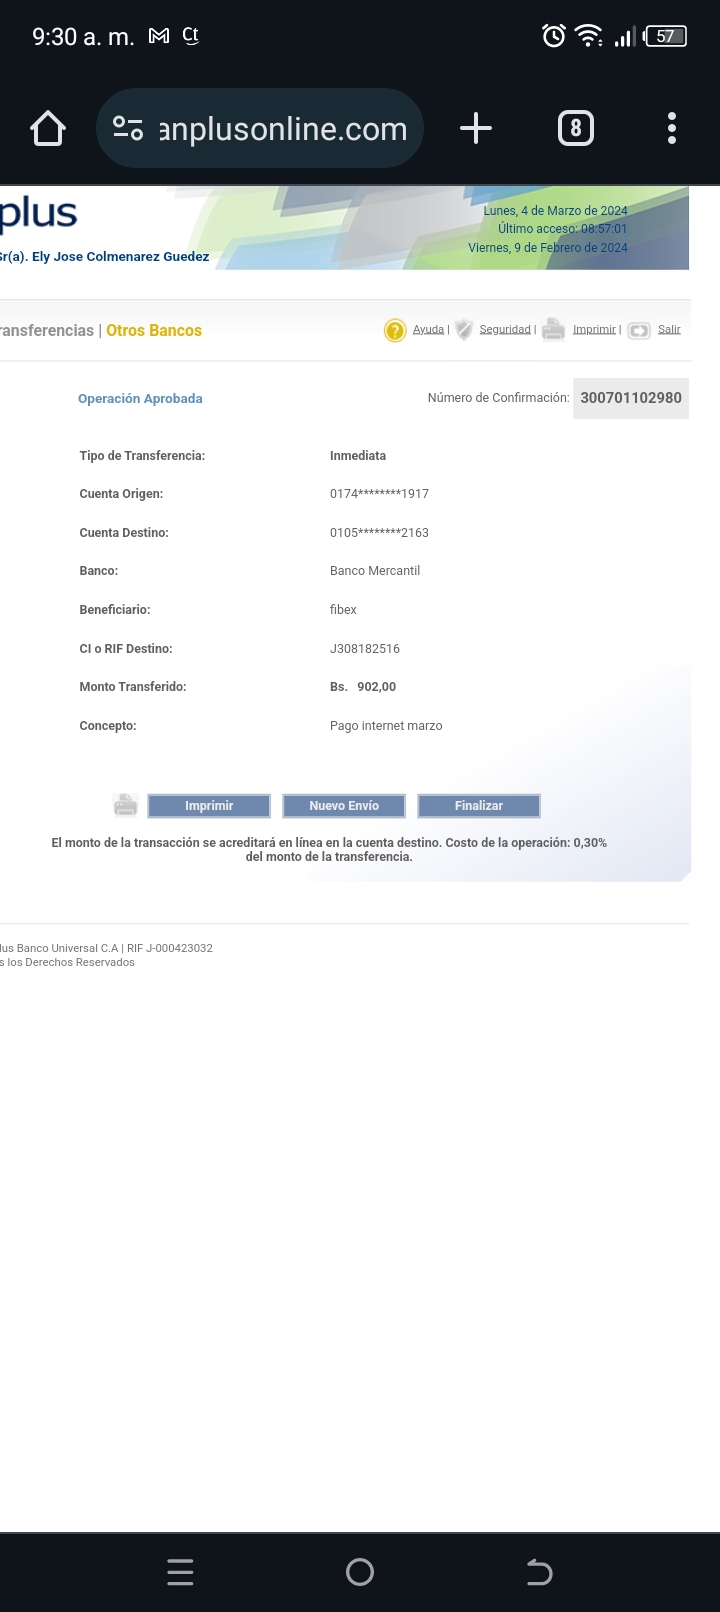 9:30 a. m.
57
anplusonline.com
8
plus
Lunes, 4 de Marzo de 2024
Último acceso: 08:57:01
Sr(a). Ely Jose Colmenarez Guedez
Viernes, 9 de Febrero de 2024
ransferencias | Otros Bancos
Ayuda | Seguridad | Imprimir | Salir
Operación Aprobada
Número de Confirmación: 300701102980
Tipo de Transferencia: Inmediata
Cuenta Origen: 0174********1917
Cuenta Destino: 0105********2163
Banco: Banco Mercantil
Beneficiario: fibex
CI o RIF Destino: J308182516
Monto Transferido: Bs. 902,00
Concepto: Pago internet marzo
Imprimir Nuevo Envío Finalizar
El monto de la transacción se acreditará en línea en la cuenta destino. Costo de la operación: 0,30%
del monto de la transferencia.
lus Banco Universal C.A | RIF J-000423032
s los Derechos Reservados